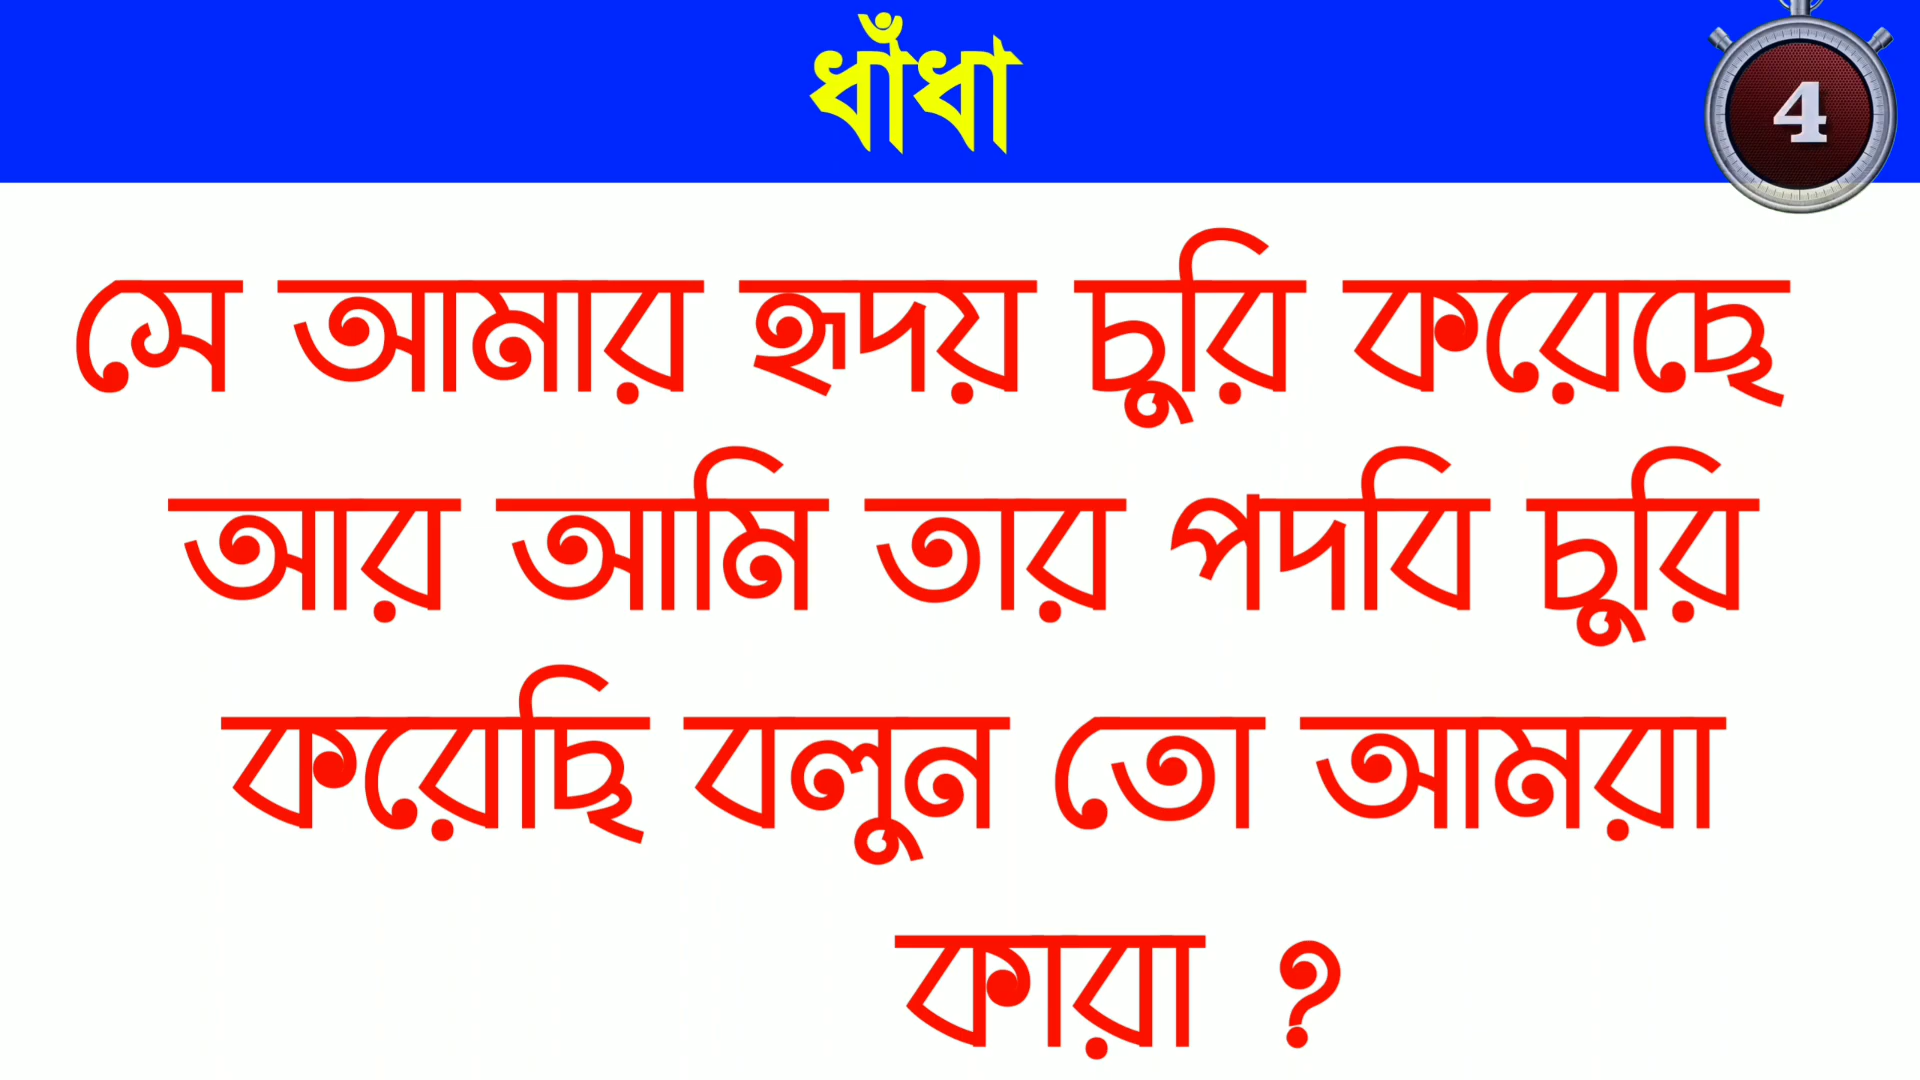 ধাঁধা
4
সে আমার হৃদয় চুরি করেছে
আর আমি তার পদবি চুরি
করেছি বলুন তো আমরা
কারা ?